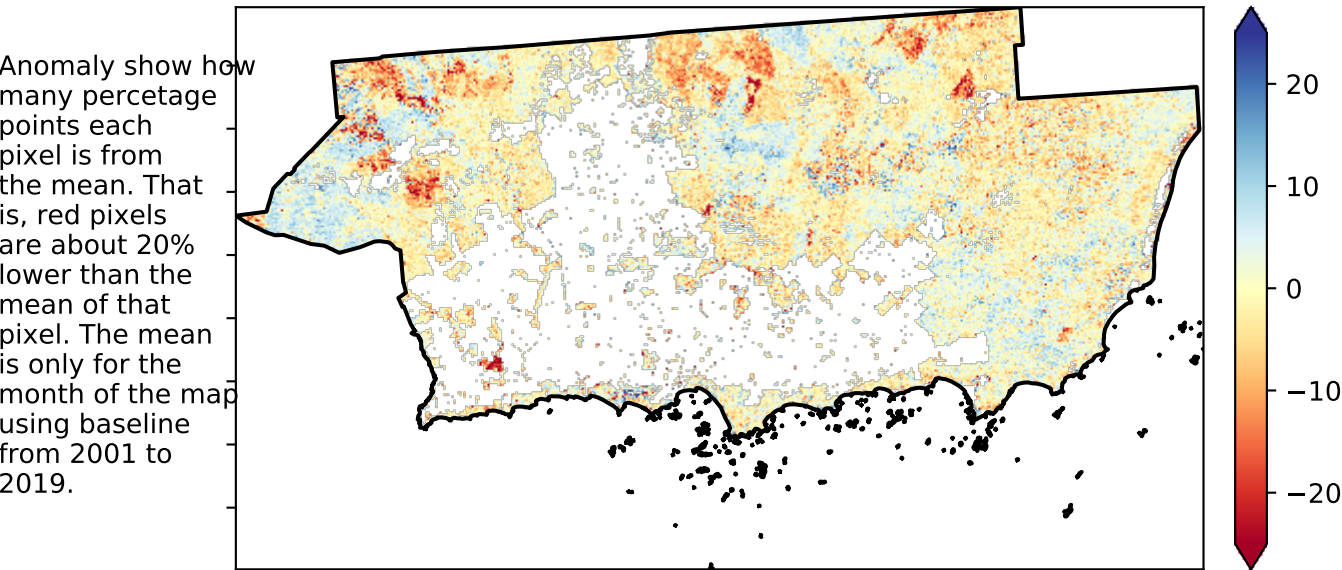 Anomaly show how
many percetage
points each
pixel is from
the mean. That
is, red pixels
are about 20%
lower than the
mean of that
pixel. The mean
is only for the
month of the map
using baseline
from 2001 to
2019.
20
10
0
−10
−20